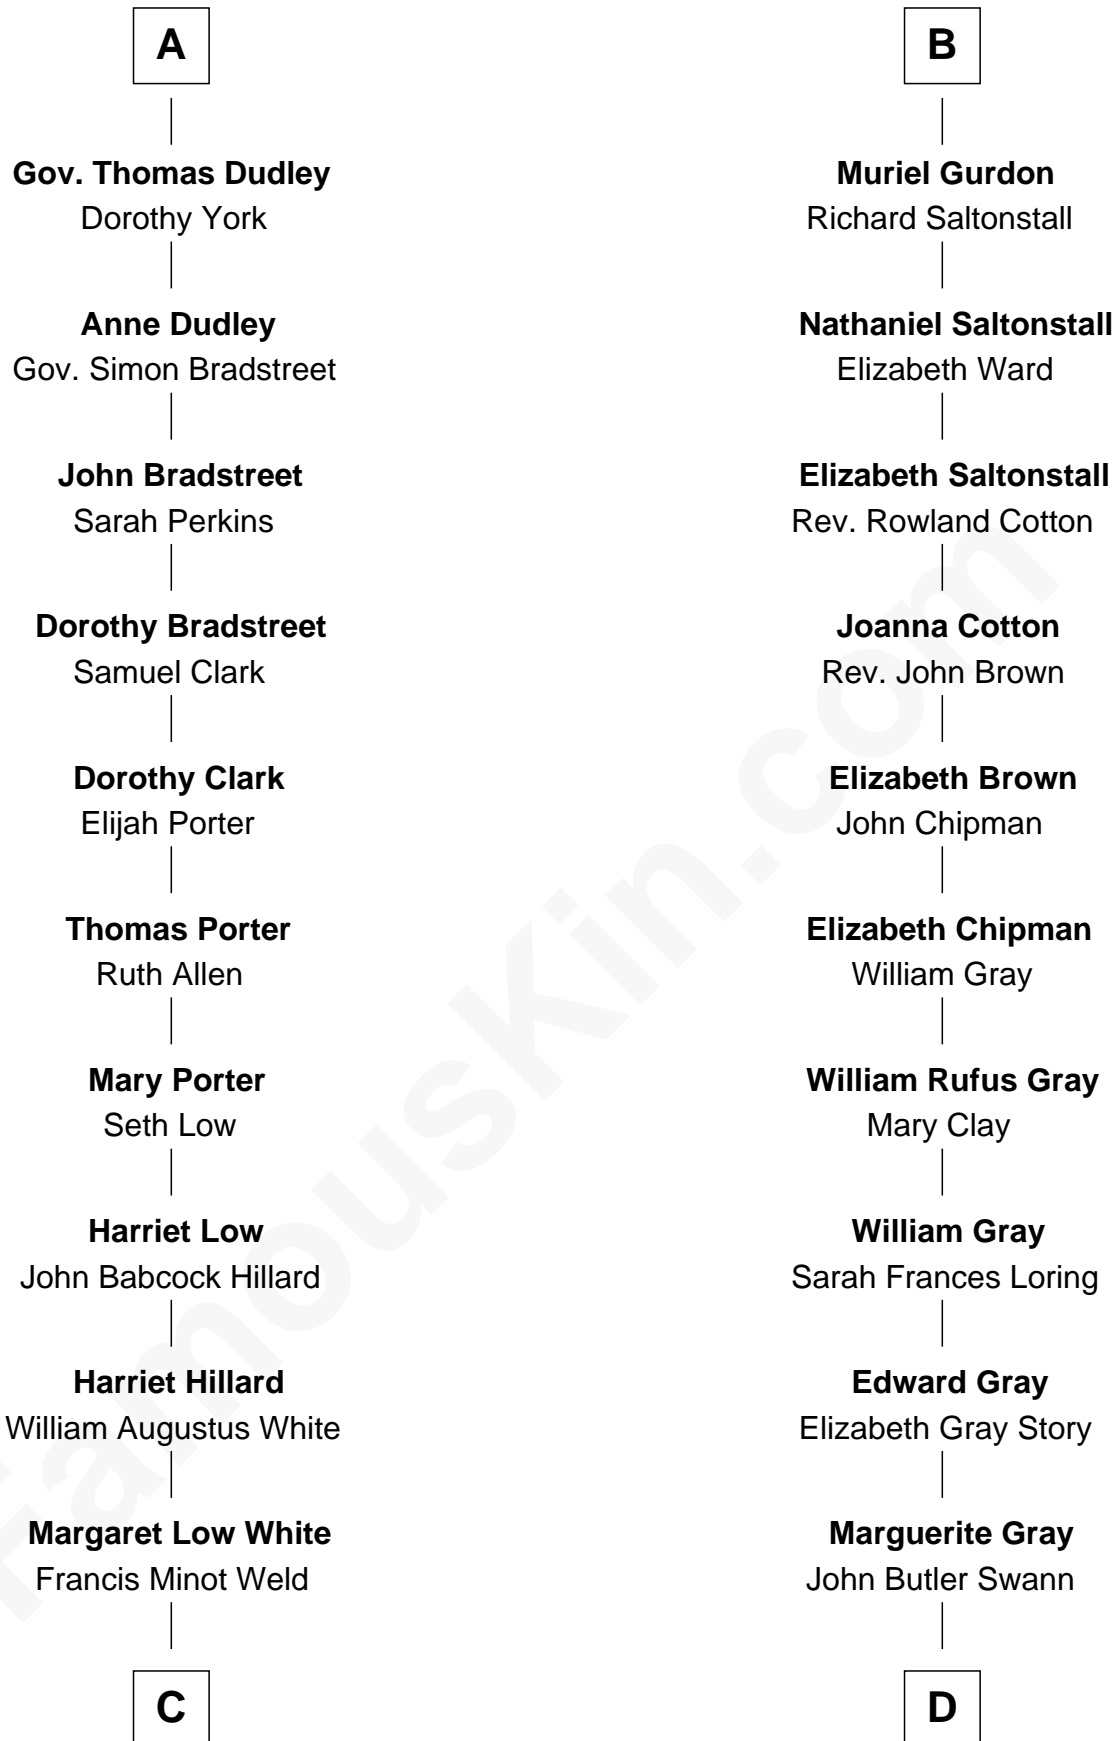 A
Gov. Thomas Dudley
Dorothy York
Anne Dudley
Gov. Simon Bradstreet
John Bradstreet
Sarah Perkins
Dorothy Bradstreet
Samuel Clark
Dorothy Clark
Elijah Porter
Thomas Porter
Ruth Allen
Mary Porter
Seth Low
Harriet Low
John Babcock Hillard
Harriet Hillard
William Augustus White
Margaret Low White
Francis Minot Weld
C
B
Muriel Gurdon
Richard Saltonstall
Nathaniel Saltonstall
Elizabeth Ward
Elizabeth Saltonstall
Rev. Rowland Cotton
Joanna Cotton
Rev. John Brown
Elizabeth Brown
John Chipman
Elizabeth Chipman
William Gray
William Rufus Gray
Mary Clay
William Gray
Sarah Frances Loring
Edward Gray
Elizabeth Gray Story
Marguerite Gray
John Butler Swann
D
FamousKin.com